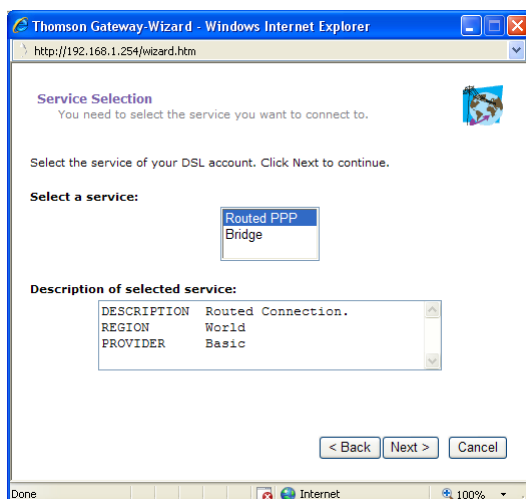 Thomson Gateway-Wizard - Windows Internet Explorer
http://192.168.1.254/wizard.htm
Service Selection
You need to select the service you want to connect to.
Select the service of your DSL account. Click Next to continue.
Select a service:
Routed PPP
Bridge
Description of selected service:
DESCRIPTION Routed Connection.
REGION World
PROVIDER Basic
< Back Next > Cancel
Done Internet 100%